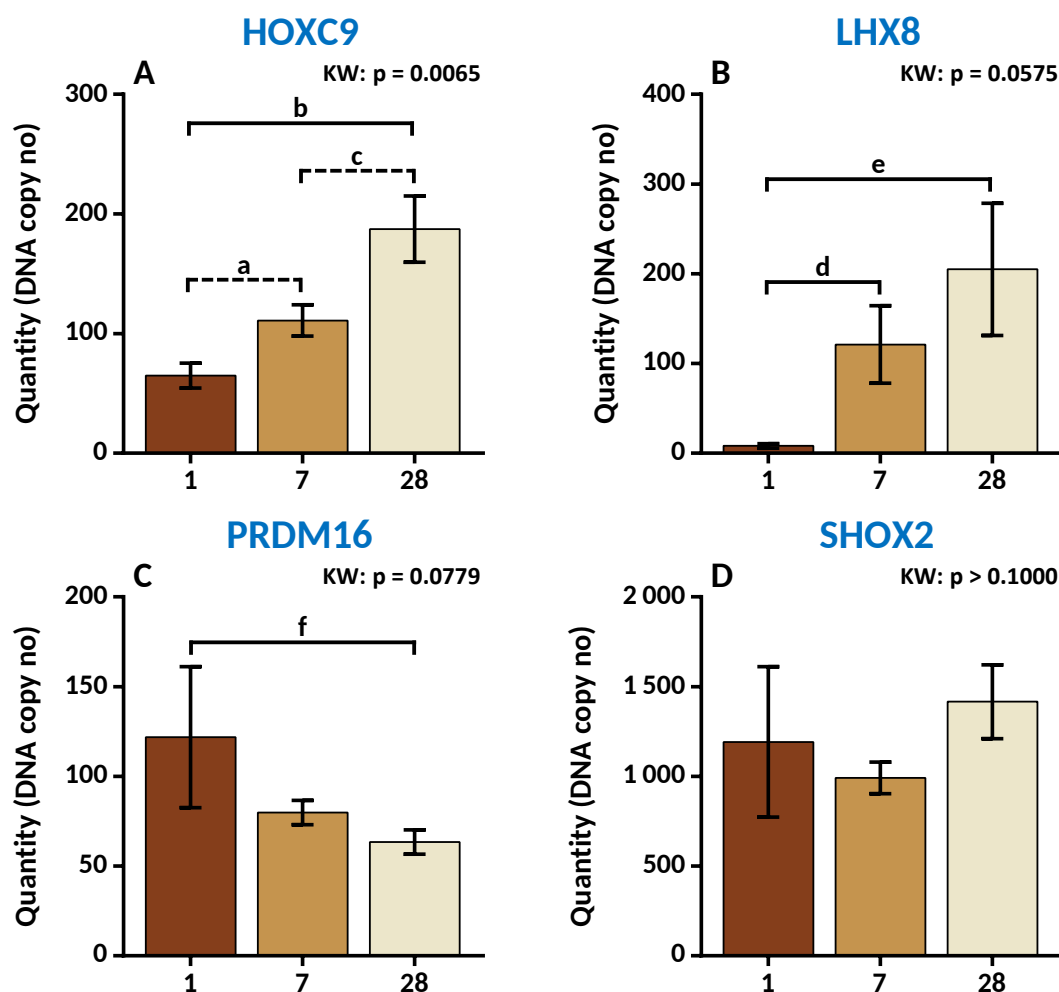 HOXC9
A
KW: p = 0.0065
Quantity (DNA copy no)
300
200
100
0
b
c
a
1 7 28
LHX8
B
KW: p = 0.0575
Quantity (DNA copy no)
400
300
200
100
0
e
d
1 7 28
PRDM16
C
KW: p = 0.0779
Quantity (DNA copy no)
200
150
100
50
0
f
1 7 28
SHOX2
D
KW: p > 0.1000
Quantity (DNA copy no)
2 000
1 500
1 000
500
0
1 7 28